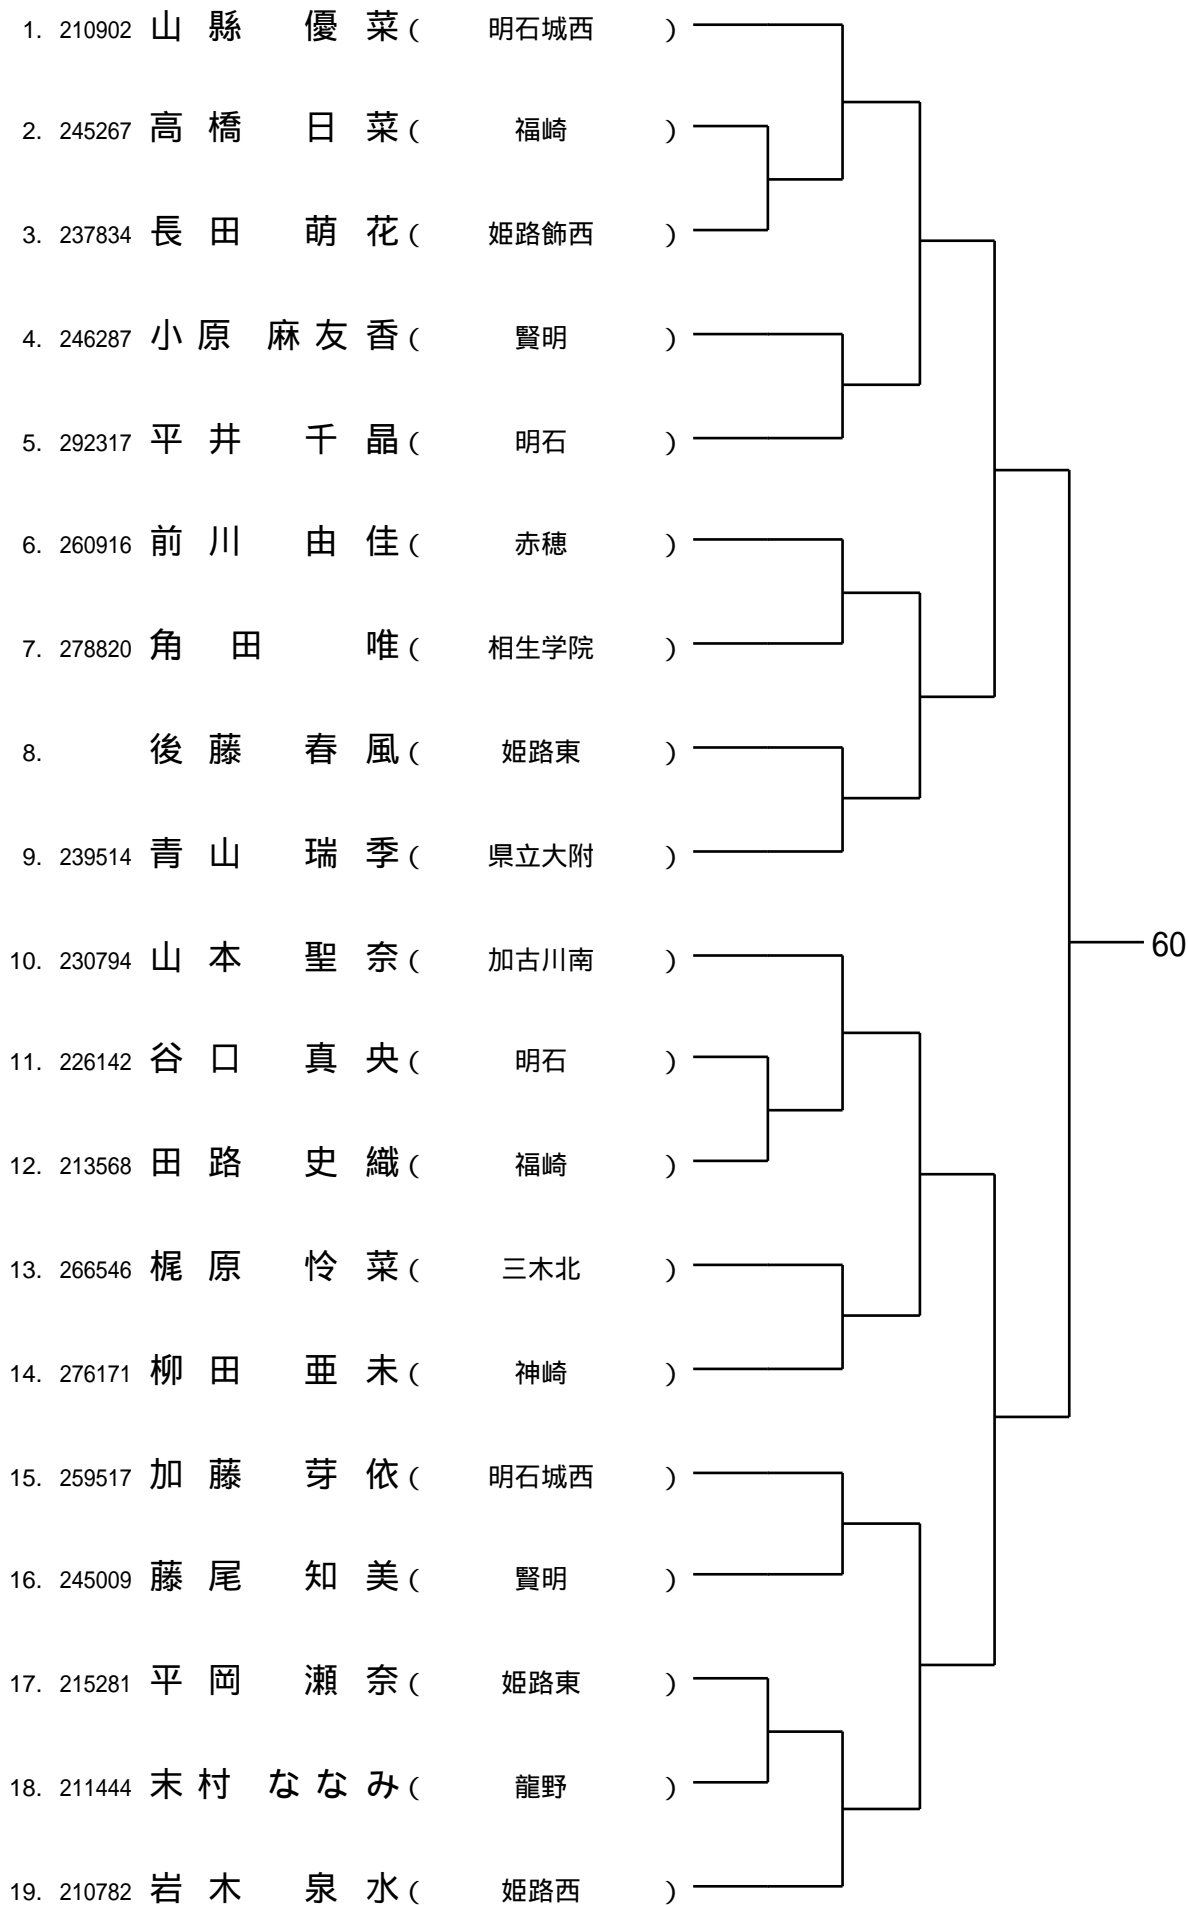 1. 210902 山縣 優菜 ( 明石城西 )
2. 245267 高橋 日菜 ( 福崎 )
3. 237834 長田 萌花 ( 姫路飾西 )
4. 246287 小原 麻友香 ( 賢明 )
5. 292317 平井 千晶 ( 明石 )
6. 260916 前川 由佳 ( 赤穂 )
7. 278820 角田 唯 ( 相生学院 )
8. 後藤 春風 ( 姫路東 )
9. 239514 青山 瑞季 ( 県立大附 )
10. 230794 山本 聖奈 ( 加古川南 )
60
11. 226142 谷口 真央 ( 明石 )
12. 213568 田路 史織 ( 福崎 )
13. 266546 梶原 怜菜 ( 三木北 )
14. 276171 柳田 亜未 ( 神崎 )
15. 259517 加藤 芽依 ( 明石城西 )
16. 245009 藤尾 知美 ( 賢明 )
17. 215281 平岡 瀬奈 ( 姫路東 )
18. 211444 末村 ななみ ( 龍野 )
19. 210782 岩木 泉水 ( 姫路西 )